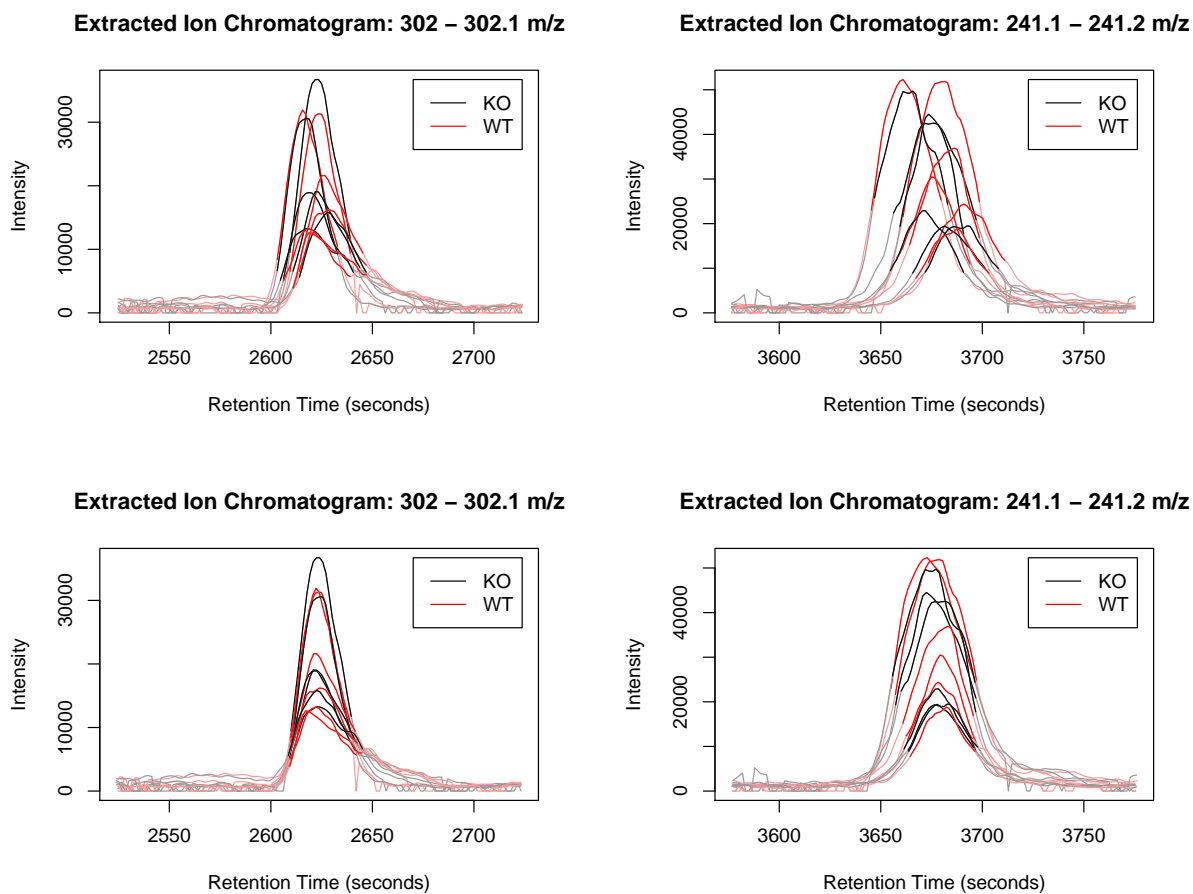 Extracted Ion Chromatogram: 302 – 302.1 m/z
Intensity
0
10000
30000
KO
WT
2550
2600
2650
2700
Retention Time (seconds)
Extracted Ion Chromatogram: 241.1 – 241.2 m/z
Intensity
0
20000
40000
KO
WT
3600
3650
3700
3750
Retention Time (seconds)
Extracted Ion Chromatogram: 302 – 302.1 m/z
Intensity
0
10000
30000
KO
WT
2550
2600
2650
2700
Retention Time (seconds)
Extracted Ion Chromatogram: 241.1 – 241.2 m/z
Intensity
0
20000
40000
KO
WT
3600
3650
3700
3750
Retention Time (seconds)